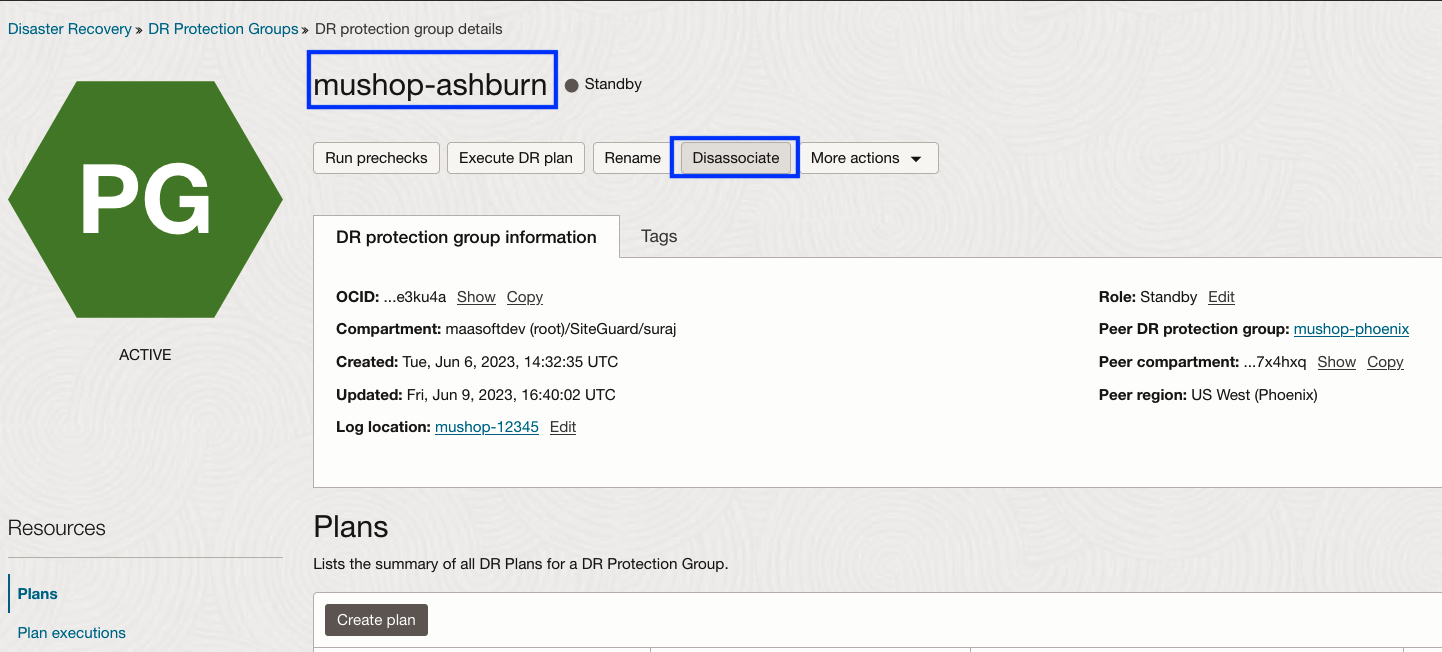 Disaster Recovery » DR Protection Groups » DR protection group details
mushop-ashburn Standby
PG
ACTIVE
Run prechecks Execute DR plan Rename Disassociate More actions
DR protection group information Tags
OCID: ...e3ku4a Show Copy
Compartment: maasoftdev (root)/SiteGuard/suraj
Created: Tue, Jun 6, 2023, 14:32:35 UTC
Updated: Fri, Jun 9, 2023, 16:40:02 UTC
Log location: mushop-12345 Edit
Role: Standby Edit
Peer DR protection group: mushop-phoenix
Peer compartment: ...7x4hxq Show Copy
Peer region: US West (Phoenix)
Resources
Plans
Plan executions
Plans
Lists the summary of all DR Plans for a DR Protection Group.
Create plan